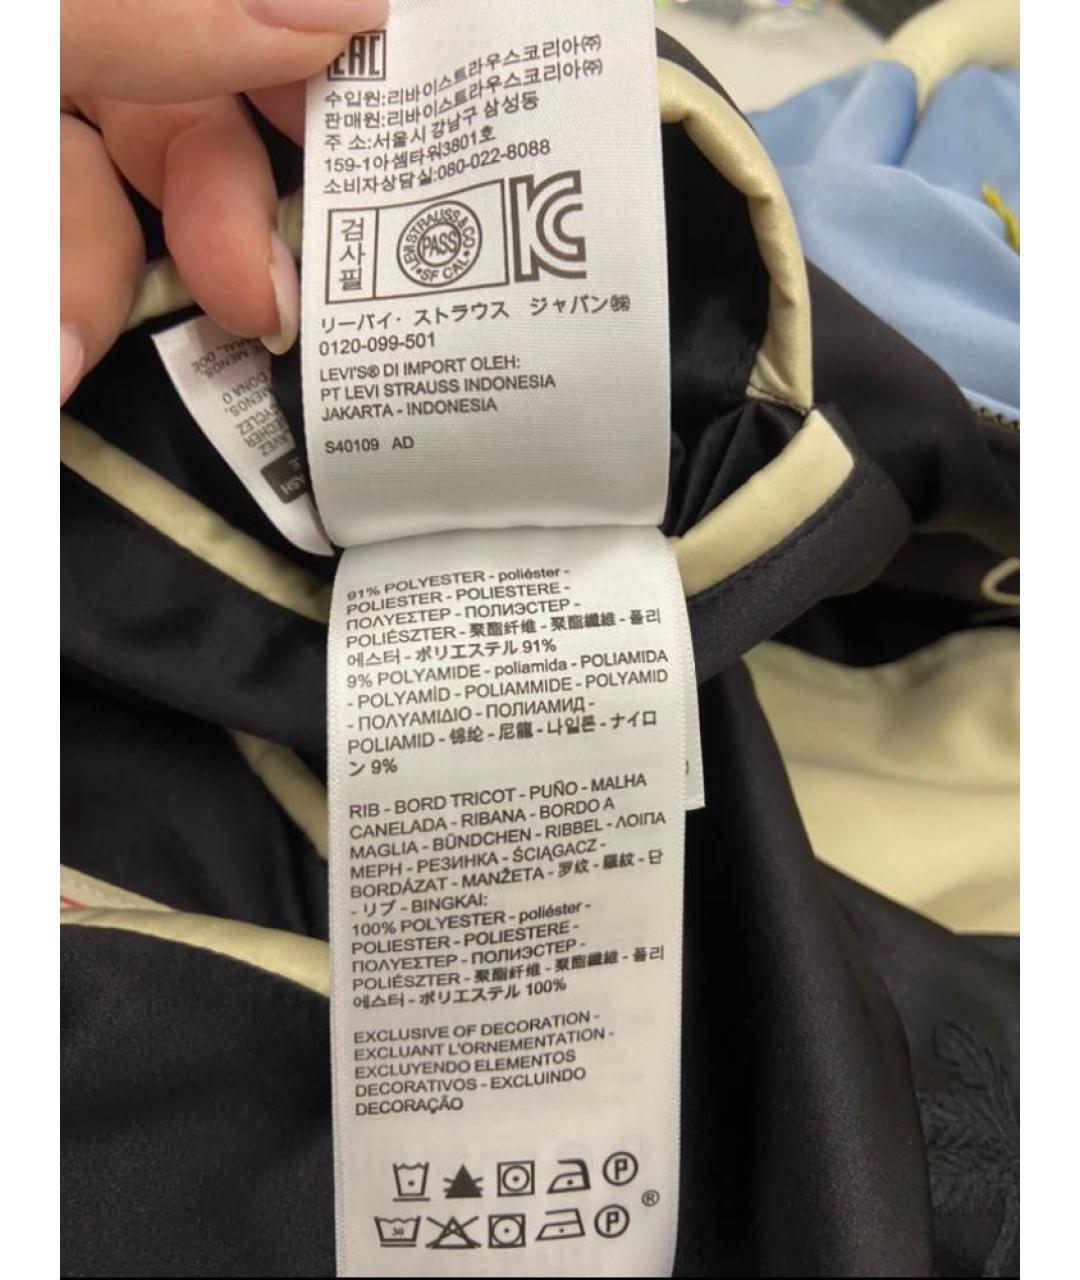 EAC
수입원:리바이스트라우스코리아㈜
판매원:리바이스트라우스코리아㈜
주 소:서울시 강남구 삼성동
159-1아셈타워3801호
소비자상담실:080-022-8088
검사필
LEVI STRAUSS & CO
PASS
SF CAL
KC
リーバイ・ストラウス ジャパン㈱
0120-099-501
LEVI'S® DI IMPORT OLEH:
PT LEVI STRAUSS INDONESIA
JAKARTA - INDONESIA
S40109 AD
91% POLYESTER - poliéster -
POLIESTER - POLIESTERE -
ΠΟΛΥΕΣΤΕΡ - ПОЛИЭСТЕР -
POLIÉSZTER - 聚酯纤维 - 聚酯纖維 - 폴리
에스터 - ポリエステル 91%
9% POLYAMIDE - poliamida - POLIAMIDA
- POLYAMİD - POLIAMMIDE - POLYAMID
- ΠΟΛΥΑΜΙΔΙΟ - ПОЛИАМИД -
POLIAMID - 锦纶 - 尼龍 - 나일론 - ナイロ
ン 9%
RIB - BORD TRICOT - PUÑO - MALHA
CANELADA - RIBANA - BORDO A
MAGLIA - BÜNDCHEN - RIBBEL - ΛΟΙΠΑ
ΜΕΡΗ - РЕЗИНКА - ŚCIĄGACZ -
BORDÁZAT - MANŽETA - 罗纹 - 羅紋 - 단
- リブ - BINGKAI:
100% POLYESTER - poliéster -
POLIESTER - POLIESTERE -
ΠΟΛΥΕΣΤΕΡ - ПОЛИЭСТЕР -
POLIÉSZTER - 聚酯纤维 - 聚酯纖維 - 폴리
에스터 - ポリエステル 100%
EXCLUSIVE OF DECORATION -
EXCLUANT L'ORNEMENTATION -
EXCLUYENDO ELEMENTOS
DECORATIVOS - EXCLUINDO
DECORAÇÃO
P
®
30
P